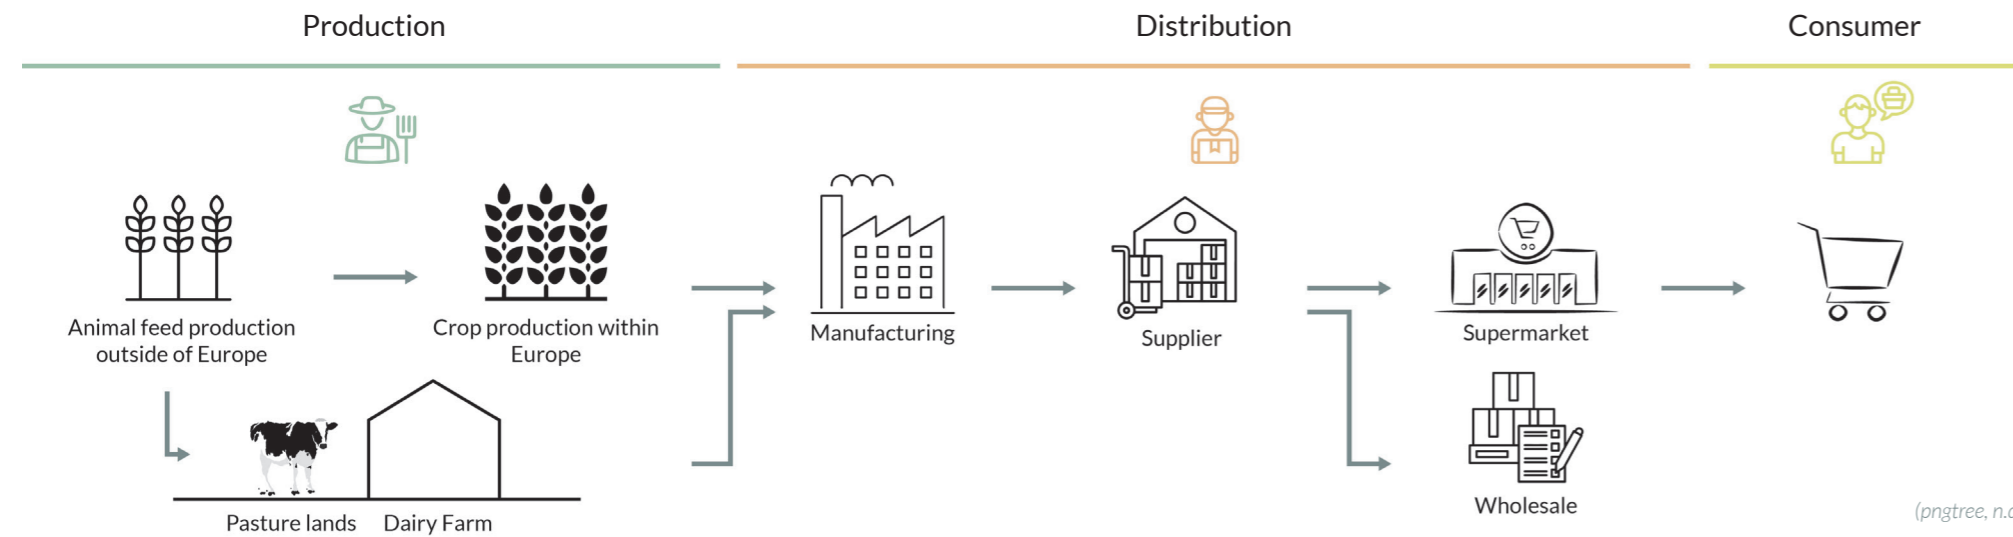 Production
Distribution
Consumer
Animal feed production
outside of Europe
Crop production within
Europe
Manufacturing
Supplier
Supermarket
Pasture lands
Dairy Farm
Wholesale
(pngtree, n.d